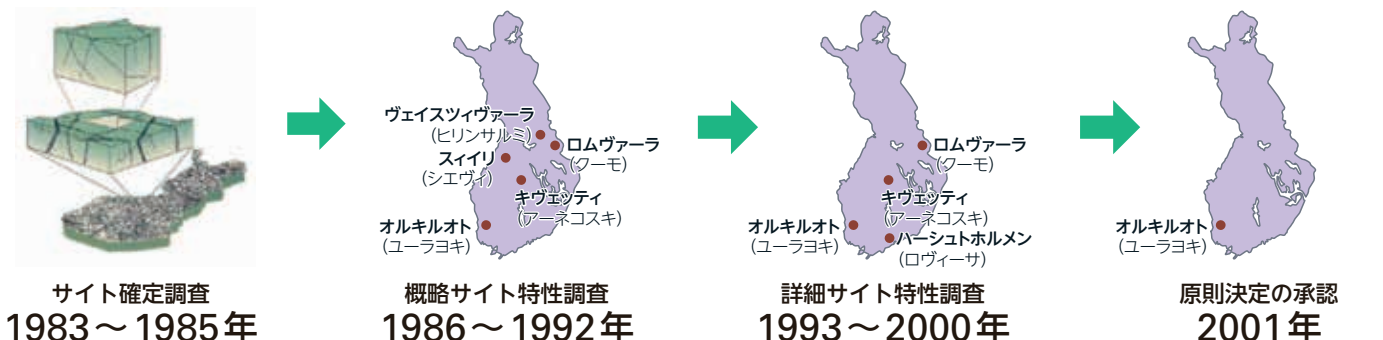 ヴェイスツィヴァーラ
(ヒリンサルミ)
スィイリ
(シエヴィ)
ロムヴァーラ
(クーモ)
キヴェッティ
(アーネコスキ)
オルキルオト
(ユーラヨキ)
ロムヴァーラ
(クーモ)
キヴェッティ
(アーネコスキ)
オルキルオト
(ユーラヨキ)
ハーシュトホルメン
(ロヴィーサ)
オルキルオト
(ユーラヨキ)
サイト確定調査
1983～1985年
概略サイト特性調査
1986～1992年
詳細サイト特性調査
1993～2000年
原則決定の承認
2001年